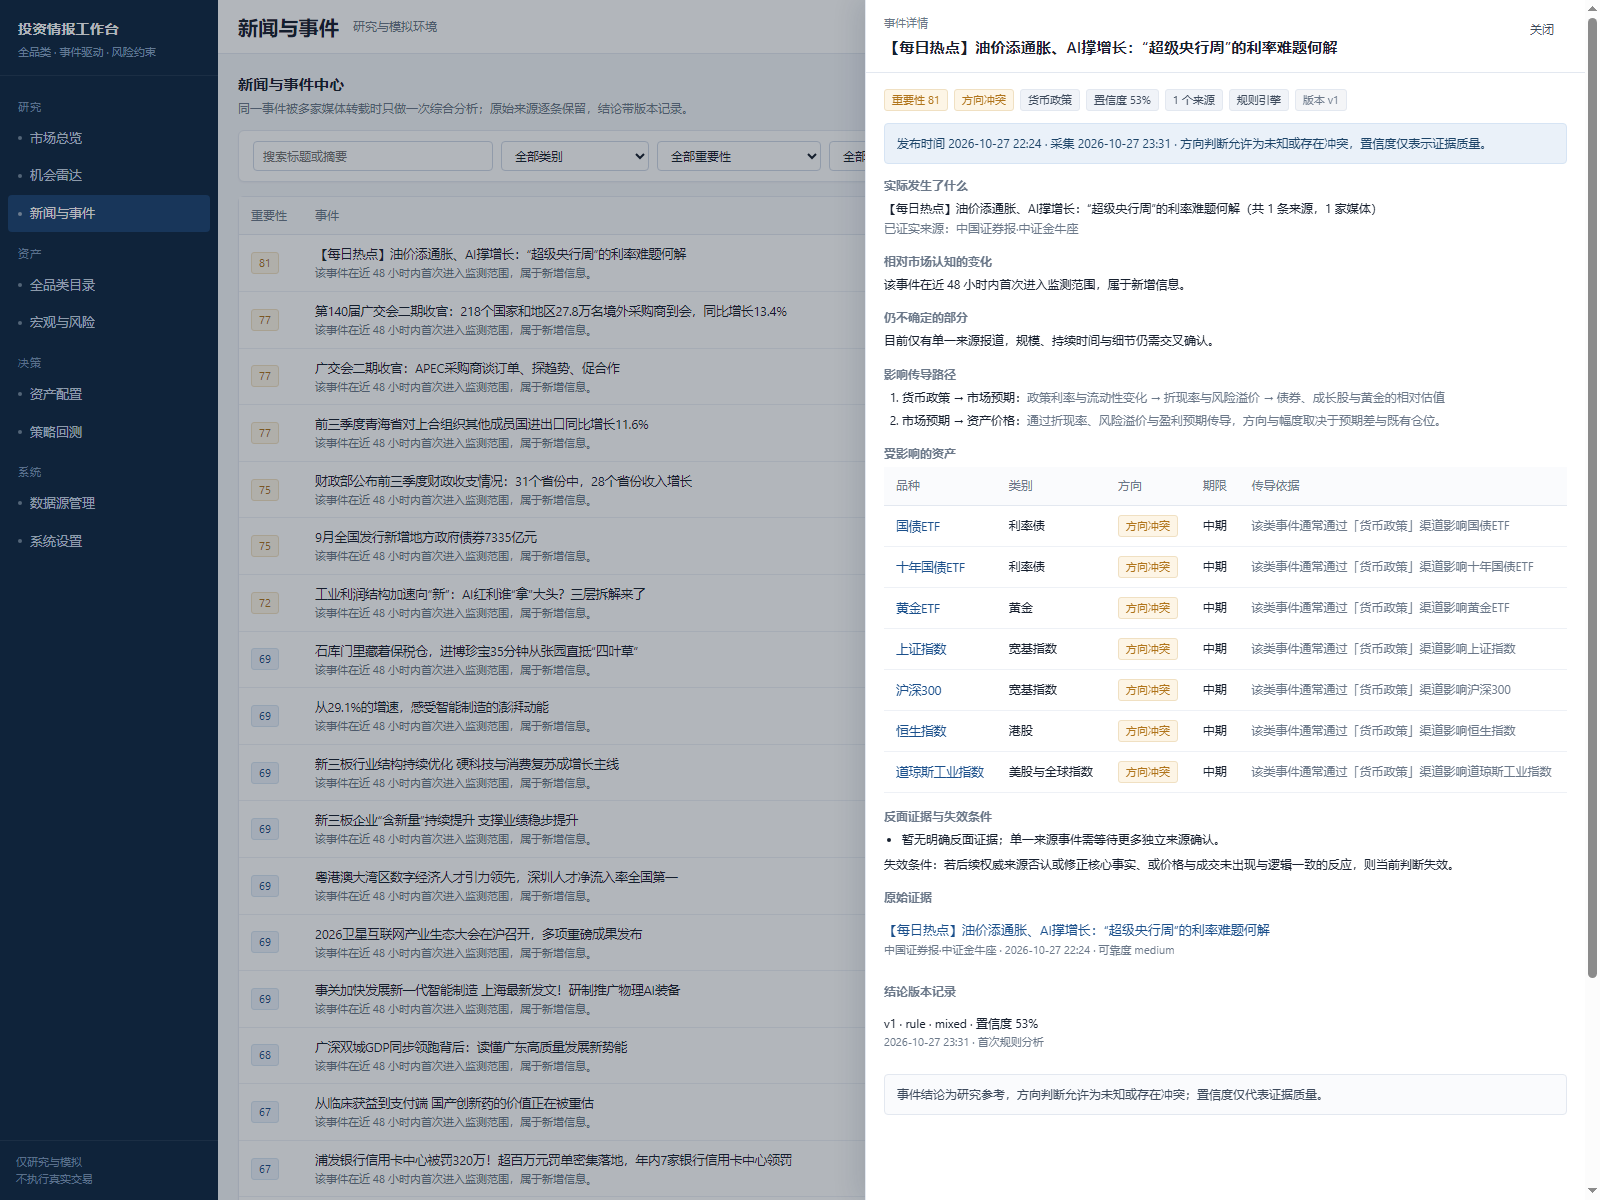 投资情报工作台
全品类 · 事件驱动 · 风险约束
研究
市场总览
机会雷达
新闻与事件
资产
全品类目录
宏观与风险
决策
资产配置
策略回测
系统
数据源管理
系统设置
仅研究与模拟
不执行真实交易
新闻与事件 研究与模拟环境
新闻与事件中心
同一事件被多家媒体转载时只做一次综合分析；原始来源逐条保留，结论带版本记录。
搜索标题或摘要 全部类别 全部重要性 全部
重要性 事件
81 【每日热点】油价添通胀、AI撑增长：“超级央行周”的利率难题何解
该事件在近 48 小时内首次进入监测范围，属于新增信息。
77 第140届广交会二期收官：218个国家和地区27.8万名境外采购商到会，同比增长13.4%
该事件在近 48 小时内首次进入监测范围，属于新增信息。
77 广交会二期收官：APEC采购商谈订单、探趋势、促合作
该事件在近 48 小时内首次进入监测范围，属于新增信息。
77 前三季度青海省对上合组织其他成员国进出口同比增长11.6%
该事件在近 48 小时内首次进入监测范围，属于新增信息。
75 财政部公布前三季度财政收支情况：31个省份中，28个省份收入增长
该事件在近 48 小时内首次进入监测范围，属于新增信息。
75 9月全国发行新增地方政府债券7335亿元
该事件在近 48 小时内首次进入监测范围，属于新增信息。
72 工业利润结构加速向“新”：AI红利谁“拿”大头？三层拆解来了
该事件在近 48 小时内首次进入监测范围，属于新增信息。
69 石库门里藏着保税仓，进博珍宝35分钟从张园直抵“四叶草”
该事件在近 48 小时内首次进入监测范围，属于新增信息。
69 从29.1%的增速，感受智能制造的澎湃动能
该事件在近 48 小时内首次进入监测范围，属于新增信息。
69 新三板行业结构持续优化 硬科技与消费复苏成增长主线
该事件在近 48 小时内首次进入监测范围，属于新增信息。
69 新三板企业“含新量”持续提升 支撑业绩稳步提升
该事件在近 48 小时内首次进入监测范围，属于新增信息。
69 粤港澳大湾区数字经济人才引力领先，深圳人才净流入率全国第一
该事件在近 48 小时内首次进入监测范围，属于新增信息。
69 2026卫星互联网产业生态大会在沪召开，多项重磅成果发布
该事件在近 48 小时内首次进入监测范围，属于新增信息。
69 事关加快发展新一代智能制造 上海最新发文！研制推广物理AI装备
该事件在近 48 小时内首次进入监测范围，属于新增信息。
68 广深双城GDP同步领跑背后：读懂广东高质量发展新势能
该事件在近 48 小时内首次进入监测范围，属于新增信息。
67 从临床获益到支付端 国产创新药的价值正在被重估
该事件在近 48 小时内首次进入监测范围，属于新增信息。
67 浦发银行信用卡中心被罚320万！超百万元罚单密集落地，年内7家银行信用卡中心领罚
该事件在近 48 小时内首次进入监测范围，属于新增信息。
事件详情
【每日热点】油价添通胀、AI撑增长：“超级央行周”的利率难题何解
关闭
重要性 81 方向冲突 货币政策 置信度 53% 1 个来源 规则引擎 版本 v1
发布时间 2026-10-27 22:24 · 采集 2026-10-27 23:31 · 方向判断允许为未知或存在冲突，置信度仅表示证据质量。
实际发生了什么
【每日热点】油价添通胀、AI撑增长：“超级央行周”的利率难题何解（共 1 条来源，1 家媒体）
已证实来源：中国证券报·中证金牛座
相对市场认知的变化
该事件在近 48 小时内首次进入监测范围，属于新增信息。
仍不确定的部分
目前仅有单一来源报道，规模、持续时间与细节仍需交叉确认。
影响传导路径
1. 货币政策 → 市场预期：政策利率与流动性变化 → 折现率与风险溢价 → 债券、成长股与黄金的相对估值
2. 市场预期 → 资产价格：通过折现率、风险溢价与盈利预期传导，方向与幅度取决于预期差与既有仓位。
受影响的资产
品种 类别 方向 期限 传导依据
国债ETF 利率债 方向冲突 中期 该类事件通常通过「货币政策」渠道影响国债ETF
十年国债ETF 利率债 方向冲突 中期 该类事件通常通过「货币政策」渠道影响十年国债ETF
黄金ETF 黄金 方向冲突 中期 该类事件通常通过「货币政策」渠道影响黄金ETF
上证指数 宽基指数 方向冲突 中期 该类事件通常通过「货币政策」渠道影响上证指数
沪深300 宽基指数 方向冲突 中期 该类事件通常通过「货币政策」渠道影响沪深300
恒生指数 港股 方向冲突 中期 该类事件通常通过「货币政策」渠道影响恒生指数
道琼斯工业指数 美股与全球指数 方向冲突 中期 该类事件通常通过「货币政策」渠道影响道琼斯工业指数
反面证据与失效条件
• 暂无明确反面证据；单一来源事件需等待更多独立来源确认。
失效条件：若后续权威来源否认或修正核心事实、或价格与成交未出现与逻辑一致的反应，则当前判断失效。
原始证据
【每日热点】油价添通胀、AI撑增长：“超级央行周”的利率难题何解
中国证券报·中证金牛座 · 2026-10-27 22:24 · 可靠度 medium
结论版本记录
v1 · rule · mixed · 置信度 53%
2026-10-27 23:31 · 首次规则分析
事件结论为研究参考，方向判断允许为未知或存在冲突；置信度仅代表证据质量。